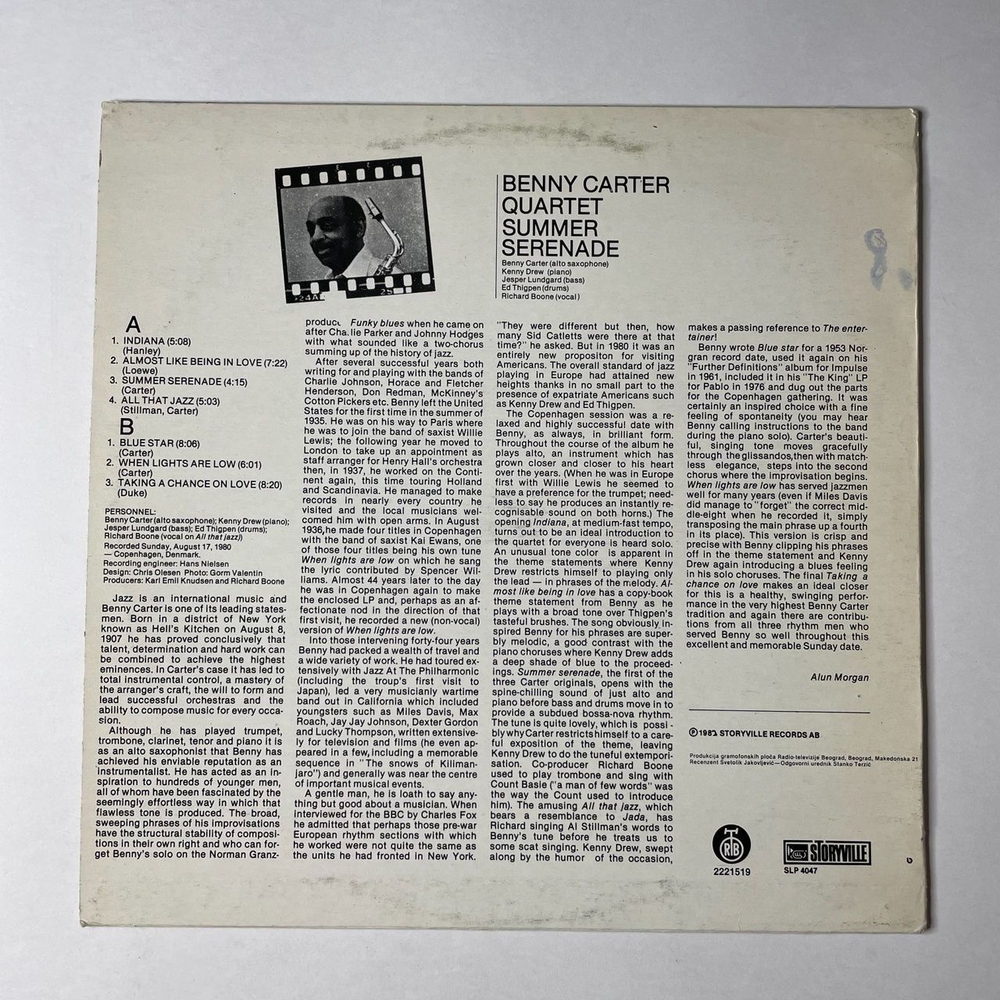 24A
25
BENNY CARTER
QUARTET
SUMMER
SERENADE
Benny Carter (alto saxophone)
Kenny Drew (piano)
Jesper Lundgard (bass)
Ed Thigpen (drums)
Richard Boone (vocal)
A
1. INDIANA (5:08)
(Hanley)
2. ALMOST LIKE BEING IN LOVE (7:22)
(Loewe)
3. SUMMER SERENADE (4:15)
(Carter)
4. ALL THAT JAZZ (5:03)
(Stillman, Carter)
B
1. BLUE STAR (8:06)
(Carter)
2. WHEN LIGHTS ARE LOW (6:01)
(Carter)
3. TAKING A CHANCE ON LOVE (8:20)
(Duke)
PERSONNEL:
Benny Carter (alto saxophone); Kenny Drew (piano);
Jesper Lundgard (bass); Ed Thigpen (drums);
Richard Boone (vocal on All that jazz))
Recorded Sunday, August 17, 1980
— Copenhagen, Denmark.
Recording engineer: Hans Nielsen
Design: Chris Olesen Photo: Gorm Valentin
Producers: Karl Emil Knudsen and Richard Boone
Jazz is an international music and
Benny Carter is one of its leading states-
men. Born in a district of New York
known as Hell's Kitchen on August 8,
1907 he has proved conclusively that
talent, determination and hard work can
be combined to achieve the highest
eminences. In Carter's case it has led to
total instrumental control, a mastery of
the arranger's craft, the will to form and
lead successful orchestras and the
ability to compose music for every occa-
sion.
Although he has played trumpet,
trombone, clarinet, tenor and piano it is
as an alto saxophonist that Benny has
achieved his enviable reputation as an
instrumentalist. He has acted as an in-
spiration to hundreds of younger men,
all of whom have been fascinated by the
seemingly effortless way in which that
flawless tone is produced. The broad,
sweeping phrases of his improvisations
have the structural stability of composi-
tions in their own right and who can for-
get Benny's solo on the Norman Granz-
produc. Funky blues when he came on
after Cha.lie Parker and Johnny Hodges
with what sounded like a two-chorus
summing up of the history of jazz.
After several successful years both
writing for and playing with the bands of
Charlie Johnson, Horace and Fletcher
Henderson, Don Redman, McKinney's
Cotton Pickers etc. Benny left the United
States for the first time in the summer of
1935. He was on his way to Paris where
he was to join the band of saxist Willie
Lewis; the following year he moved to
London to take up an appointment as
staff arranger for Henry Hall's orchestra
then, in 1937, he worked on the Conti-
nent again, this time touring Holland
and Scandinavia. He managed to make
records in nearly every country he
visited and the local musicians wel-
comed him with open arms. In August
1936,he made four titles in Copenhagen
with the band of saxist Kai Ewans, one
of those four titles being his own tune
When lights are low on which he sang
the lyric contributed by Spencer Wil-
liams. Almost 44 years later to the day
he was in Copenhagen again to make
the enclosed LP and, perhaps as an af-
fectionate nod in the direction of that
first visit, he recorded a new (non-vocal)
version of When lights are low.
Into those intervening forty-four years
Benny had packed a wealth of travel and
a wide variety of work. He had toured ex-
tensively with Jazz At The Philharmonic
(including the troup's first visit to
Japan), led a very musicianly wartime
band out in California which included
youngsters such as Miles Davis, Max
Roach, Jay Jay Johnson, Dexter Gordon
and Lucky Thompson, written extensive-
ly for television and films (he even ap-
peared in a few, including a memorable
sequence in "The snows of Kiliman-
jaro") and generally was near the centre
of important musical events.
A gentle man, he is loath to say any-
thing but good about a musician. When
interviewed for the BBC by Charles Fox
he admitted that perhaps those pre-war
European rhythm sections with which
he worked were not quite the same as
the units he had fronted in New York.
"They were different but then, how
many Sid Catletts were there at that
time?" he asked. But in 1980 it was an
entirely new propositon for visiting
Americans. The overall standard of jazz
playing in Europe had attained new
heights thanks in no small part to the
presence of expatriate Americans such
as Kenny Drew and Ed Thigpen.
The Copenhagen session was a re-
laxed and highly successful date with
Benny, as always, in brilliant form.
Throughout the course of the album he
plays alto, an instrument which has
grown closer and closer to his heart
over the years. (When he was in Europe
first with Willie Lewis he seemed to
have a preference for the trumpet; need-
less to say he produces an instantly rec-
ognisable sound on both horns.) The
opening Indiana, at medium-fast tempo,
turns out to be an ideal introduction to
the quartet for everyone is heard solo.
An unusual tone color is apparent in
the theme statements where Kenny
Drew restricts himself to playing only
the lead — in phrases of the melody. Al-
most like being in love has a copy-book
theme statement from Benny as he
plays with a broad tone over Thigpen's
tasteful brushes. The song obviously in-
spired Benny for his phrases are super-
bly melodic, a good contrast with the
piano choruses where Kenny Drew adds
a deep shade of blue to the proceed-
ings. Summer serenade, the first of the
three Carter originals, opens with the
spine-chilling sound of just alto and
piano before bass and drums move in to
provide a subdued bossa-nova rhythm.
The tune is quite lovely, which is possi-
bly why Carter restricts himself to a care-
ful exposition of the theme, leaving
Kenny Drew to do the tuneful extempori-
sation. Co-producer Richard Boone
used to play trombone and sing with
Count Basie ("a man of few words" was
the way the Count used to introduce
him). The amusing All that jazz, which
bears a resemblance to Jada, has
Richard singing Al Stillman's words to
Benny's tune before he treats us to
some scat singing. Kenny Drew, swept
along by the humor of the occasion,
makes a passing reference to The enter-
tainer!
Benny wrote Blue star for a 1953 Nor-
gran record date, used it again on his
"Further Definitions" album for Impulse
in 1961, included it in his "The King" LP
for Pablo in 1976 and dug out the parts
for the Copenhagen gathering. It was
certainly an inspired choice with a fine
feeling of spontaneity (you may hear
Benny calling instructions to the band
during the piano solo). Carter's beauti-
ful, singing tone moves gracefully
through the glissandos,then with match-
less elegance, steps into the second
chorus where the improvisation begins.
When lights are low has served jazzmen
well for many years (even if Miles Davis
did manage to "forget" the correct mid-
dle-eight when he recorded it, simply
transposing the main phrase up a fourth
in its place). This version is crisp and
precise with Benny clipping his phrases
off in the theme statement and Kenny
Drew again introducing a blues feeling
in his solo choruses. The final Taking a
chance on love makes an ideal closer
for this is a healthy, swinging perfor-
mance in the very highest Benny Carter
tradition and again there are contribu-
tions from all three rhythm men who
served Benny so well throughout this
excellent and memorable Sunday date.
Alun Morgan
℗ 1982 STORYVILLE RECORDS AB
Produkcija gramofonskih ploča Radio-televizije Beograd, Beograd, Makedonska 21
Recenzent Svetolik Jakovljević — Odgovorni urednik Stanko Terzić
RTB
2221519
STORYVILLE
SLP 4047